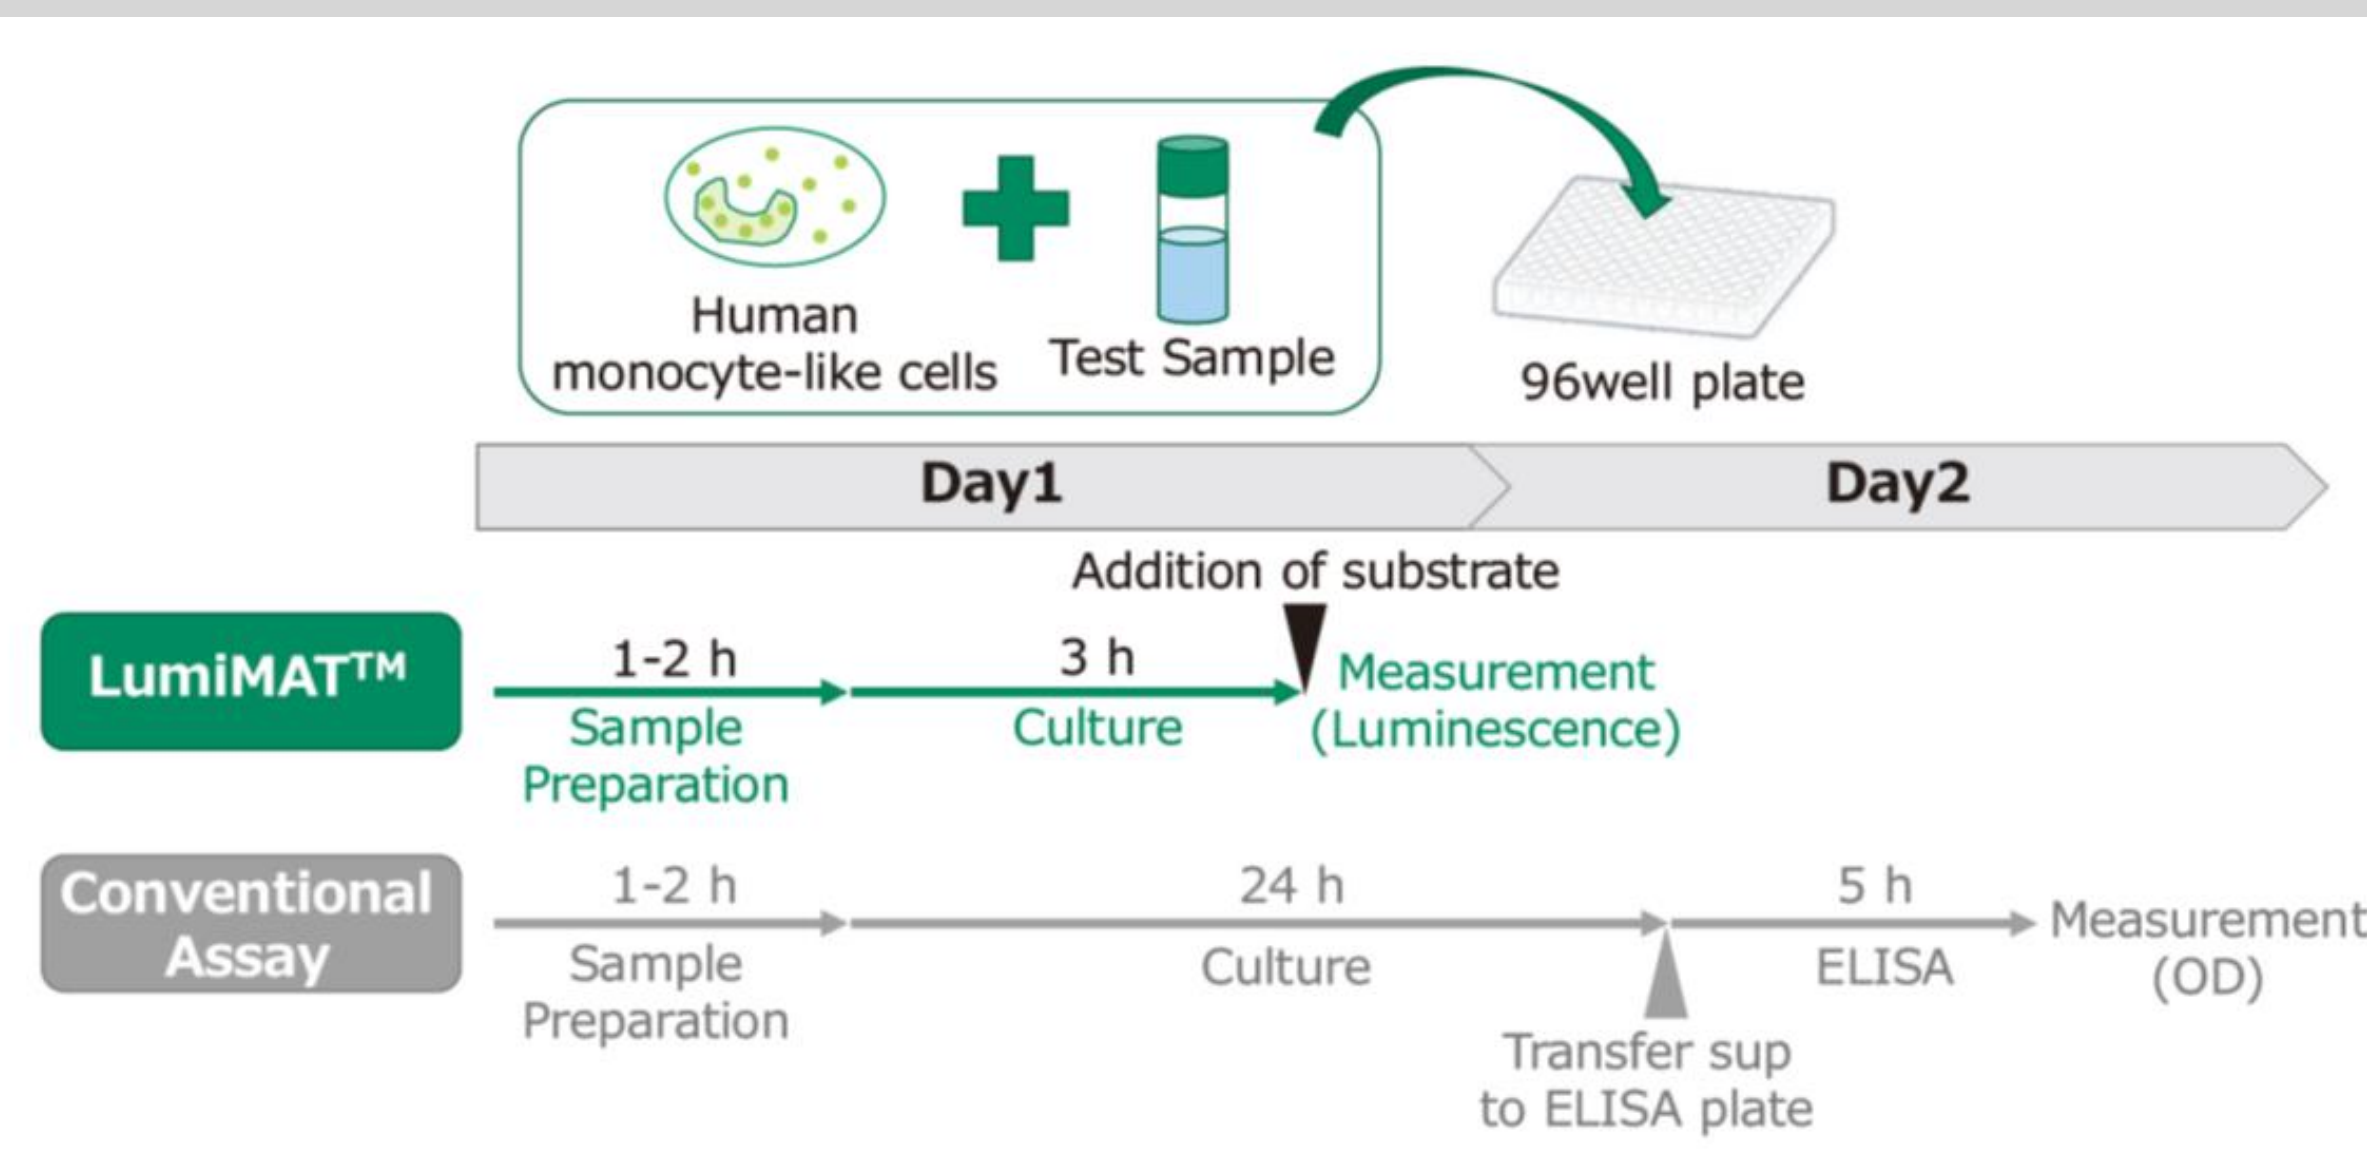 Human
monocyte-like cells
Test Sample
96well plate
Day1
Day2
Addition of substrate
LumiMAT™
1-2 h
3 h
Measurement
(Luminescence)
Sample
Preparation
Culture
Conventional
Assay
1-2 h
24 h
5 h
Measurement
(OD)
Sample
Preparation
Culture
ELISA
Transfer sup
to ELISA plate